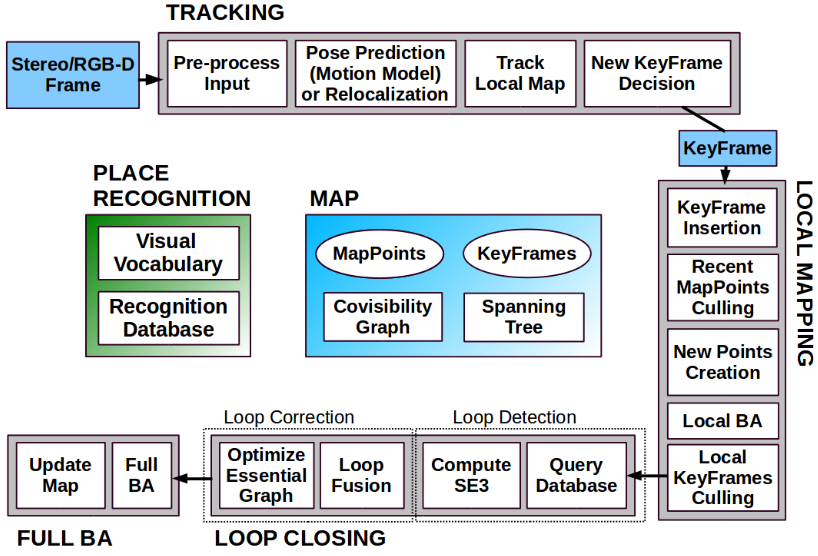 TRACKING
Stereo/RGB-D
Frame
Pre-process
Input
Pose Prediction
(Motion Model)
or Relocalization
Track
Local Map
New KeyFrame
Decision
KeyFrame
LOCAL MAPPING
KeyFrame
Insertion
Recent
MapPoints
Culling
New Points
Creation
Local BA
Local
KeyFrames
Culling
PLACE
RECOGNITION
Visual
Vocabulary
Recognition
Database
MAP
MapPoints
KeyFrames
Covisibility
Graph
Spanning
Tree
Loop Correction
Loop Detection
Optimize
Essential
Graph
Loop
Fusion
Compute
SE3
Query
Database
LOOP CLOSING
Update
Map
Full
BA
FULL BA